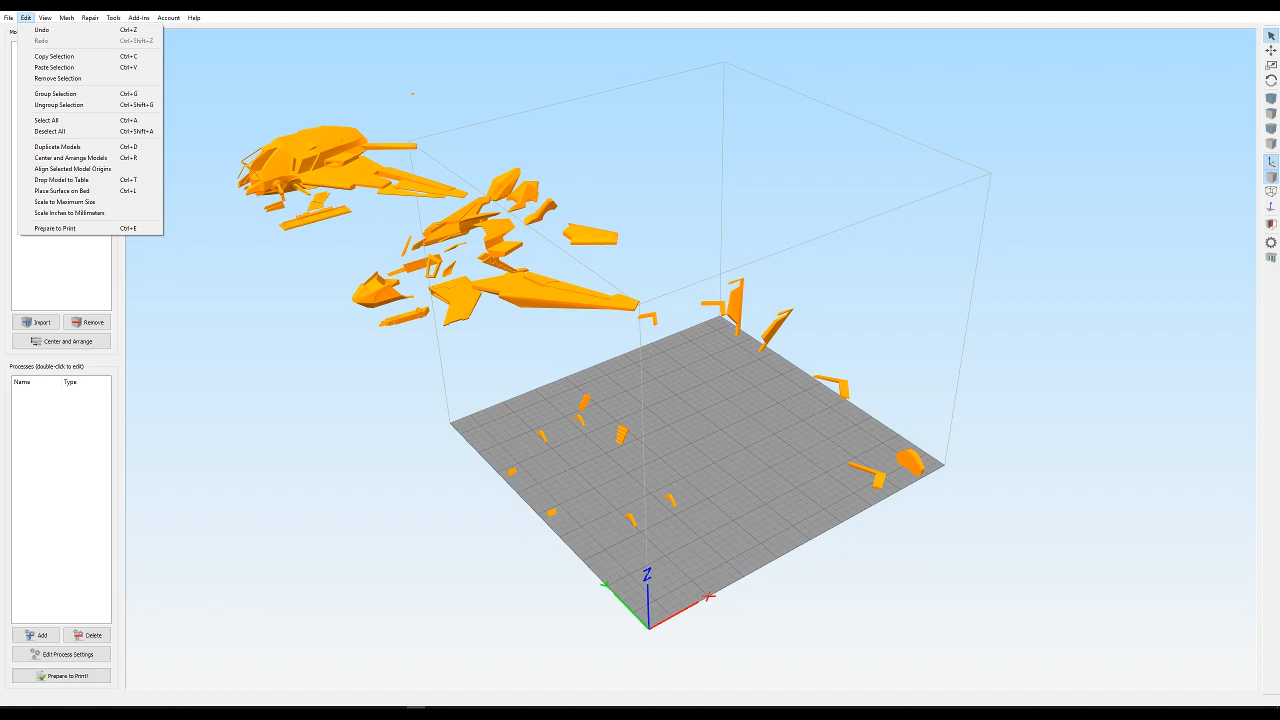 File Edit View Mesh Repair Tools Add-Ins Account Help
Undo Ctrl+Z
Redo Ctrl+Shift+Z
Copy Selection Ctrl+C
Paste Selection Ctrl+V
Remove Selection
Group Selection Ctrl+G
Ungroup Selection Ctrl+Shift+G
Select All Ctrl+A
Deselect All Ctrl+Shift+A
Duplicate Models Ctrl+D
Center and Arrange Models Ctrl+R
Align Selected Model Origins
Drop Model to Table Ctrl+T
Place Surface on Bed Ctrl+L
Scale to Maximum Size
Scale Inches to Millimeters
Prepare to Print Ctrl+E
Import Remove
Center and Arrange
Processes (double-click to edit)
Name Type
Add Delete
Edit Process Settings
Prepare to Print!
Z
X